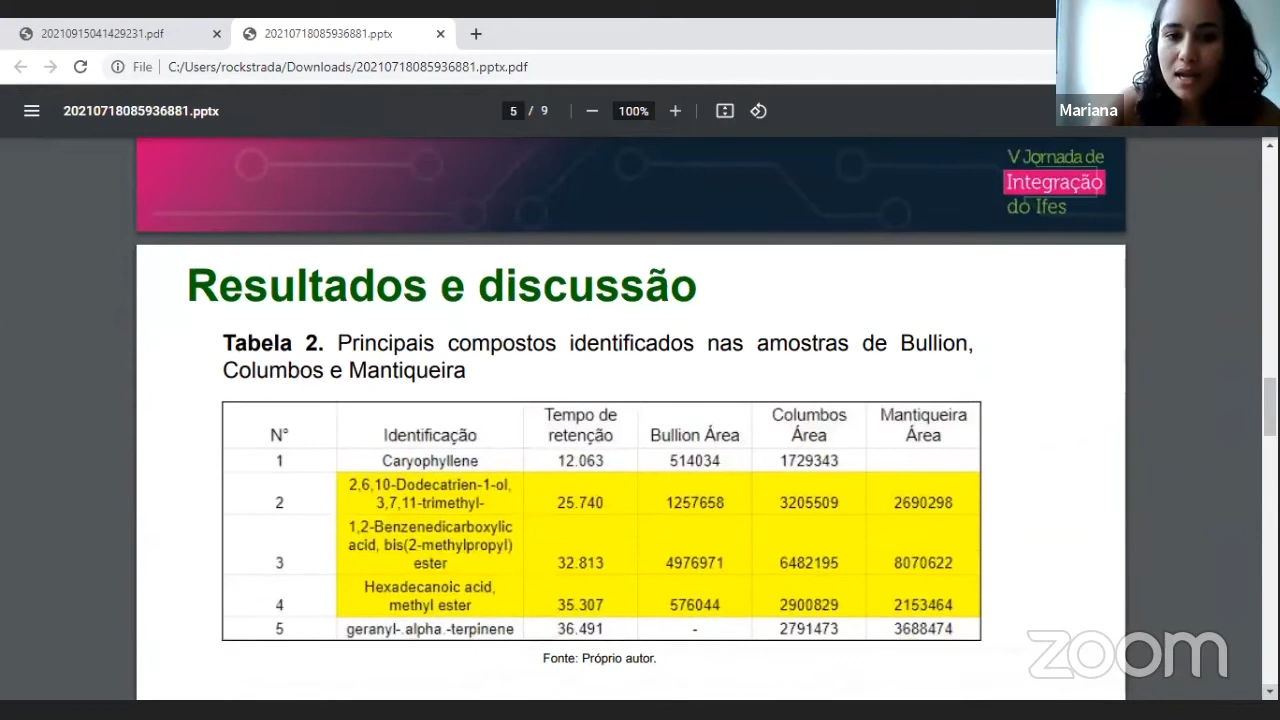 20210915041429231.pdf
20210718085936881.pptx
File
C:/Users/rockstrada/Downloads/20210718085936881.pptx.pdf
Mariana
20210718085936881.pptx
5 / 9
100%
V Jornada de
Integração
do Ifes
Resultados e discussão
Tabela 2. Principais compostos identificados nas amostras de Bullion,
Columbos e Mantiqueira
N° Identificação Tempo de retenção Bullion Área Columbos Área Mantiqueira Área
1 Caryophyllene 12.063 514034 1729343
2 2,6,10-Dodecatrien-1-ol, 3,7,11-trimethyl- 25.740 1257658 3205509 2690298
3 1,2-Benzenedicarboxylic acid, bis(2-methylpropyl) ester 32.813 4976971 6482195 8070622
4 Hexadecanoic acid, methyl ester 35.307 576044 2900829 2153464
5 geranyl-.alpha.-terpinene 36.491 - 2791473 3688474
Fonte: Próprio autor.
zoom